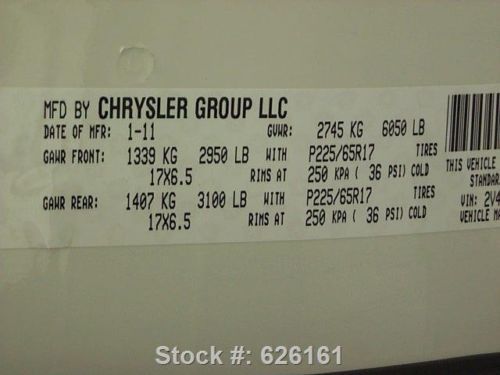 MFD BY CHRYSLER GROUP LLC
DATE OF MFR: 1-11 GVWR: 2745 KG 6050 LB
GAWR FRONT: 1339 KG 2950 LB WITH P225/65R17 TIRES
17X6.5 RIMS AT 250 KPA ( 36 PSI) COLD
GAWR REAR: 1407 KG 3100 LB WITH P225/65R17 TIRES
17X6.5 RIMS AT 250 KPA ( 36 PSI) COLD
THIS VEHICLE
STANDAR
VIN: 2V4
VEHICLE MA
Stock #: 626161